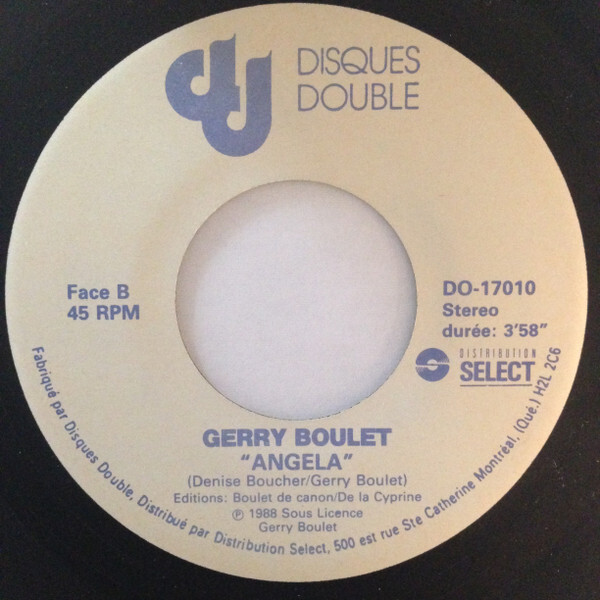 DISQUES
DOUBLE
Face B
45 RPM
DO-17010
Stereo
durée: 3'58"
DISTRIBUTION
SELECT
GERRY BOULET
"ANGELA"
(Denise Boucher/Gerry Boulet)
Editions: Boulet de canon/De la Cyprine
℗ 1988 Sous Licence
Gerry Boulet
Fabriqué par Disques Double, Distribué par Distribution Select, 500 est rue Ste Catherine Montréal, (Qué.) H2L 2C6